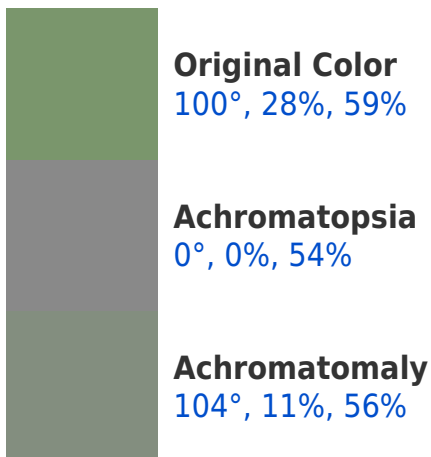 Original Color
100°, 28%, 59%
Achromatopsia
0°, 0%, 54%
Achromatomaly
104°, 11%, 56%